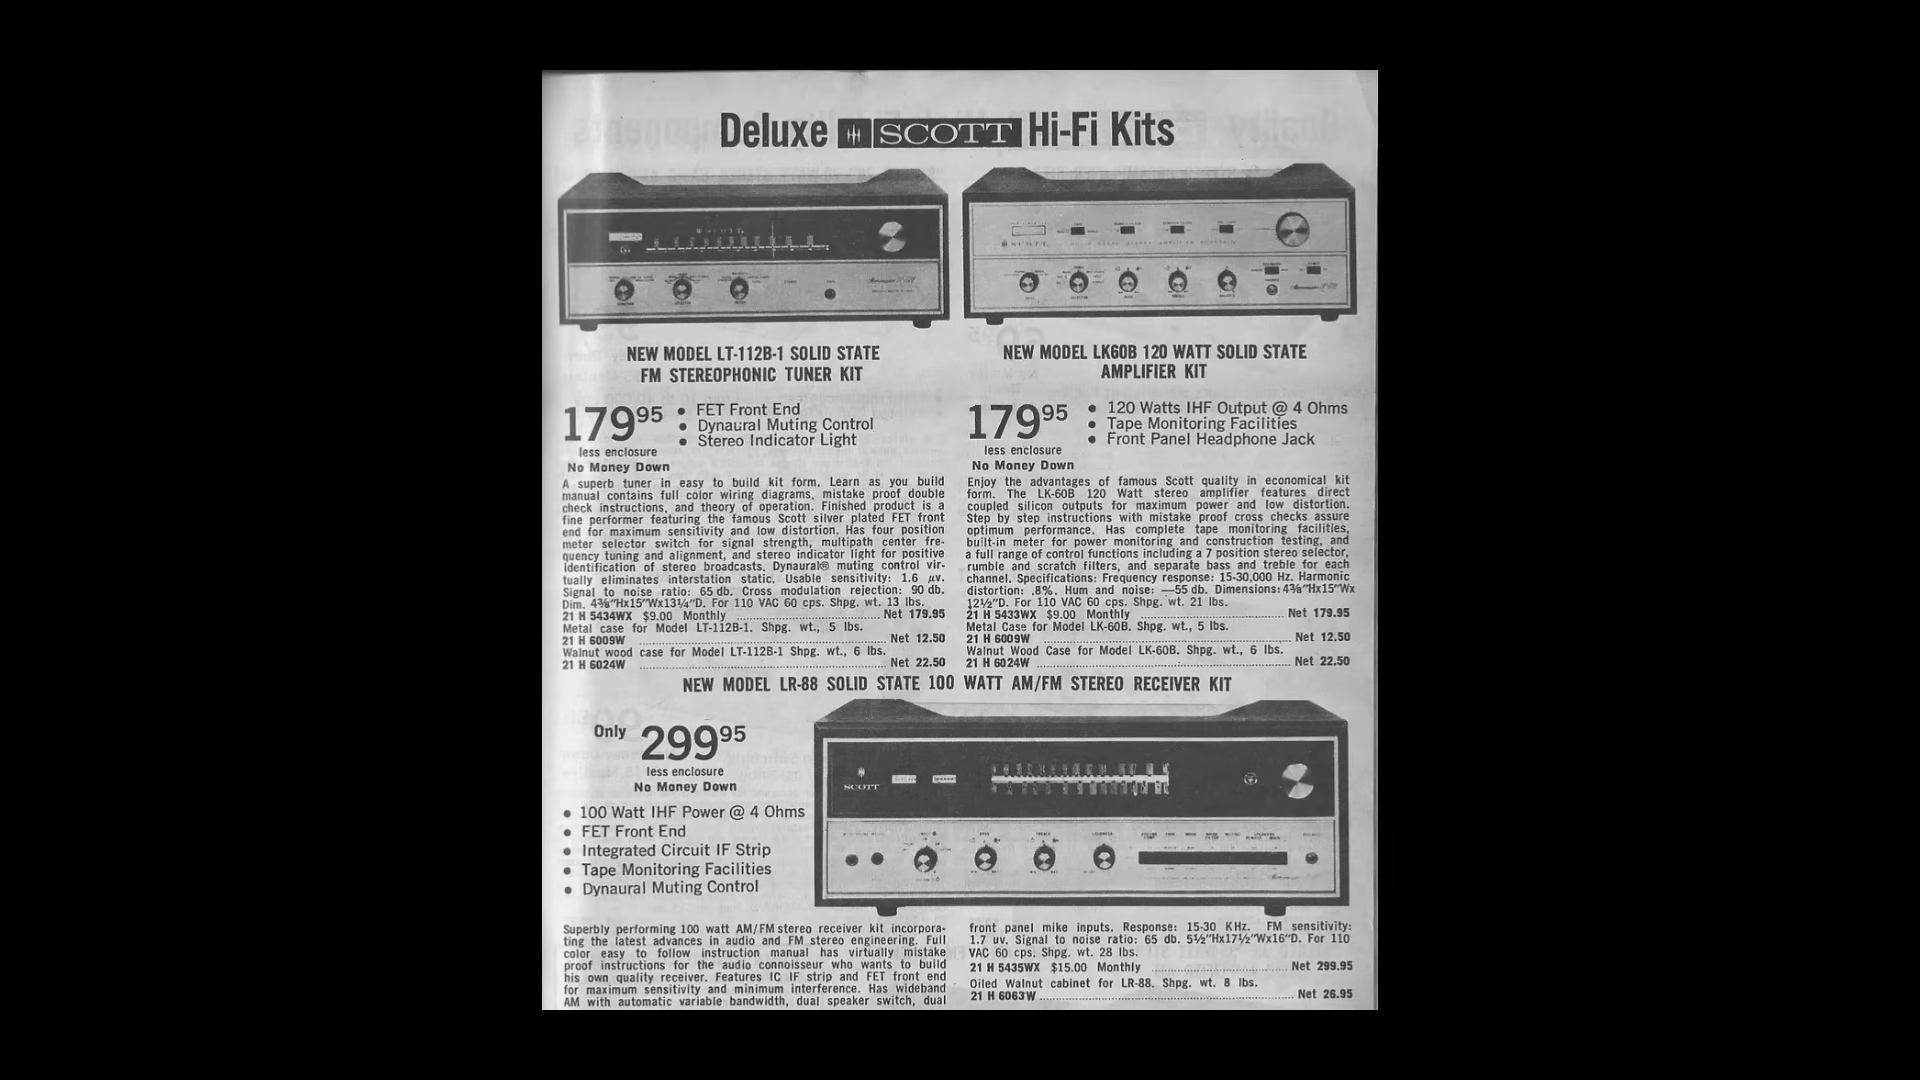 Deluxe SCOTT Hi-Fi Kits
NEW MODEL LT-112B-1 SOLID STATE
FM STEREOPHONIC TUNER KIT
179 95
less enclosure
No Money Down
• FET Front End
• Dynaural Muting Control
• Stereo Indicator Light
A superb tuner in easy to build kit form. Learn as you build
manual contains full color wiring diagrams, mistake proof double
check instructions, and theory of operation. Finished product is a
fine performer featuring the famous Scott silver plated FET front
end for maximum sensitivity and low distortion. Has four position
meter selector switch for signal strength, multipath center fre-
quency tuning and alignment, and stereo indicator light for positive
identification of stereo broadcasts. Dynaural® muting control vir-
tually eliminates interstation static. Usable sensitivity: 1.6 μv.
Signal to noise ratio: 65 db. Cross modulation rejection: 90 db.
Dim. 4⅜"Hx15"Wx13¼"D. For 110 VAC 60 cps. Shpg. wt. 13 lbs.
21 H 5434WX $9.00 Monthly Net 179.95
Metal case for Model LT-112B-1. Shpg. wt., 5 lbs.
21 H 6009W Net 12.50
Walnut wood case for Model LT-112B-1 Shpg. wt., 6 lbs.
21 H 6024W Net 22.50
NEW MODEL LK60B 120 WATT SOLID STATE
AMPLIFIER KIT
179 95
less enclosure
No Money Down
• 120 Watts IHF Output @ 4 Ohms
• Tape Monitoring Facilities
• Front Panel Headphone Jack
Enjoy the advantages of famous Scott quality in economical kit
form. The LK-60B 120 Watt stereo amplifier features direct
coupled silicon outputs for maximum power and low distortion.
Step by step instructions with mistake proof cross checks assure
optimum performance. Has complete tape monitoring facilities,
built-in meter for power monitoring and construction testing, and
a full range of control functions including a 7 position stereo selector,
rumble and scratch filters, and separate bass and treble for each
channel. Specifications: Frequency response: 15-30,000 Hz. Harmonic
distortion: .8%. Hum and noise: —55 db. Dimensions: 4⅜"Hx15"Wx
12½"D. For 110 VAC 60 cps. Shpg. wt. 21 lbs.
21 H 5433WX $9.00 Monthly Net 179.95
Metal Case for Model LK-60B. Shpg. wt., 5 lbs.
21 H 6009W Net 12.50
Walnut Wood Case for Model LK-60B. Shpg. wt., 6 lbs.
21 H 6024W Net 22.50
NEW MODEL LR-88 SOLID STATE 100 WATT AM/FM STEREO RECEIVER KIT
Only 299 95
less enclosure
No Money Down
• 100 Watt IHF Power @ 4 Ohms
• FET Front End
• Integrated Circuit IF Strip
• Tape Monitoring Facilities
• Dynaural Muting Control
SCOTT
Superbly performing 100 watt AM/FM stereo receiver kit incorpora-
ting the latest advances in audio and FM stereo engineering. Full
color easy to follow instruction manual has virtually mistake
proof instructions for the audio connoisseur who wants to build
his own quality receiver. Features IC IF strip and FET front end
for maximum sensitivity and minimum interference. Has wideband
AM with automatic variable bandwidth, dual speaker switch, dual
front panel mike inputs. Response: 15-30 KHz. FM sensitivity:
1.7 uv. Signal to noise ratio: 65 db. 5½"Hx17½"Wx16"D. For 110
VAC 60 cps. Shpg. wt. 28 lbs.
21 H 5435WX $15.00 Monthly Net 299.95
Oiled Walnut cabinet for LR-88. Shpg. wt. 8 lbs.
21 H 6063W Net 26.95